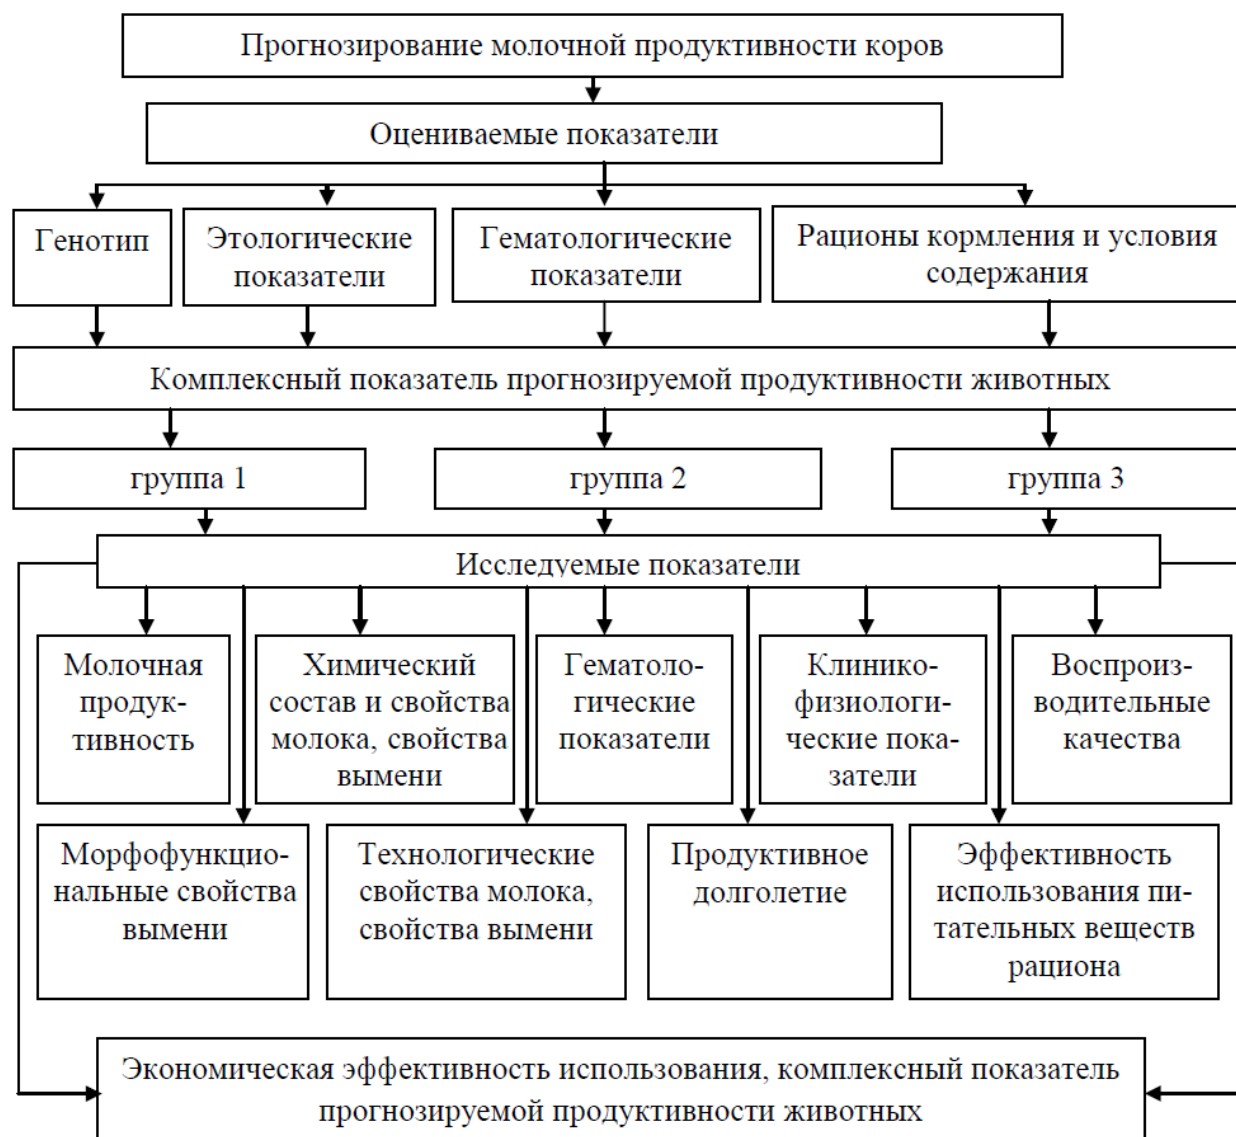 Прогнозирование молочной продуктивности коров
Оцениваемые показатели
Генотип
Этологические
показатели
Гематологические
показатели
Рационы кормления и условия
содержания
Комплексный показатель прогнозируемой продуктивности животных
группа 1
группа 2
группа 3
Исследуемые показатели
Молочная
продук-
тивность
Химический
состав и свойства
молока, свойства
вымени
Гематоло-
гические
показатели
Клинико-
физиологи-
ческие пока-
затели
Воспроиз-
водительные
качества
Морфофункцио-
нальные свойства
вымени
Технологические
свойства молока,
свойства вымени
Продуктивное
долголетие
Эффективность
использования пи-
тательных веществ
рациона
Экономическая эффективность использования, комплексный показатель
прогнозируемой продуктивности животных